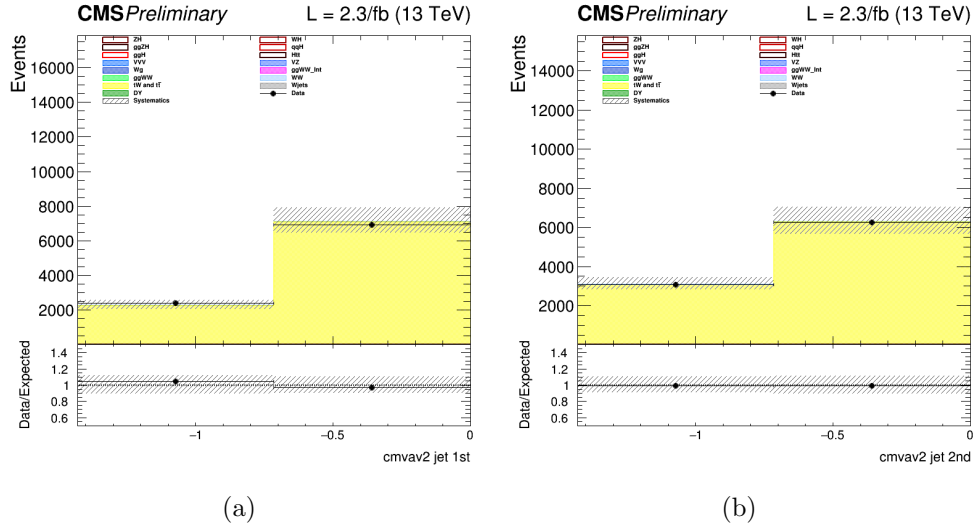 CMS Preliminary L = 2.3/fb (13 TeV)
Events
16000
14000
12000
10000
8000
6000
4000
2000
ZH WH
ggZH qqH
ggH Htt
VVV VZ
Wg ggWW_Int
ggWW WW
tW and tt̄ Wjets
DY Data
Systematics
Data/Expected
1.4
1.2
1
0.8
0.6
−1 −0.5 0
cmvav2 jet 1st
(a)
CMS Preliminary L = 2.3/fb (13 TeV)
Events
14000
12000
10000
8000
6000
4000
2000
ZH WH
ggZH qqH
ggH Htt
VVV VZ
Wg ggWW_Int
ggWW WW
tW and tt̄ Wjets
DY Data
Systematics
Data/Expected
1.4
1.2
1
0.8
0.6
−1 −0.5 0
cmvav2 jet 2nd
(b)